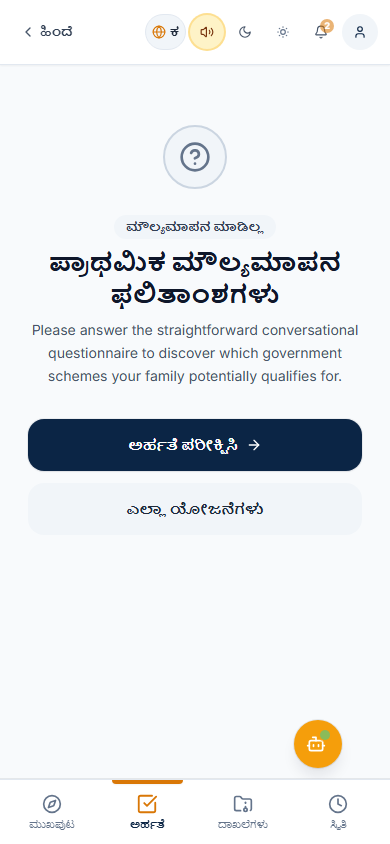 ಹಿಂದೆ
ಕ
2
ಮೌಲ್ಯಮಾಪನ ಮಾಡಿಲ್ಲ
ಪ್ರಾಥಮಿಕ ಮೌಲ್ಯಮಾಪನ
ಫಲಿತಾಂಶಗಳು
Please answer the straightforward conversational
questionnaire to discover which government
schemes your family potentially qualifies for.
ಅರ್ಹತೆ ಪರೀಕ್ಷಿಸಿ
ಎಲ್ಲಾ ಯೋಜನೆಗಳು
ಮುಖಪುಟ
ಅರ್ಹತೆ
ದಾಖಲೆಗಳು
ಸ್ಥಿತಿ